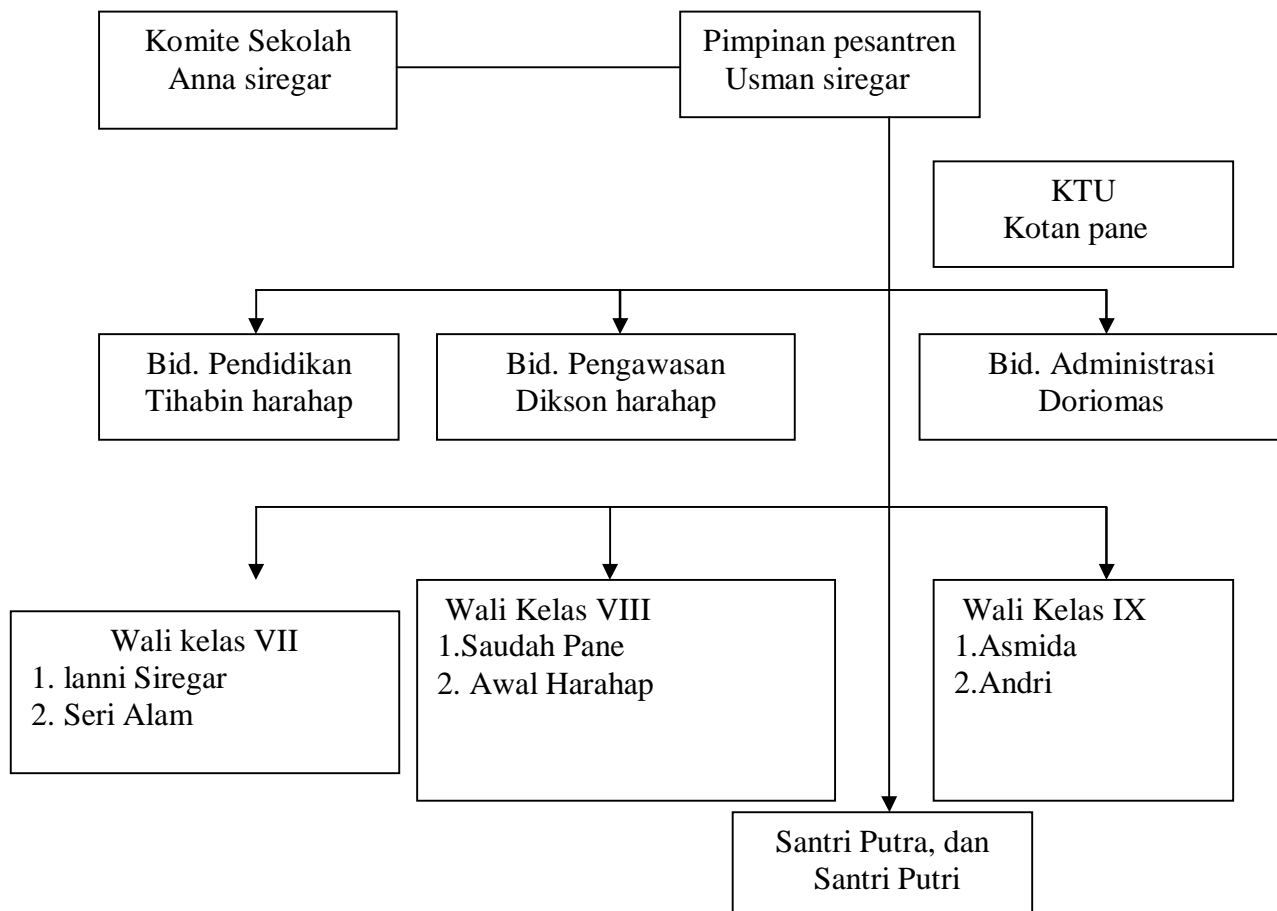 Komite Sekolah
Anna siregar
Pimpinan pesantren
Usman siregar
KTU
Kotan pane
Bid. Pendidikan
Tihabin harahap
Bid. Pengawasan
Dikson harahap
Bid. Administrasi
Doriomas
Wali kelas VII
1. lanni Siregar
2. Seri Alam
Wali Kelas VIII
1.Saudah Pane
2. Awal Harahap
Wali Kelas IX
1.Asmida
2.Andri
Santri Putra, dan
Santri Putri